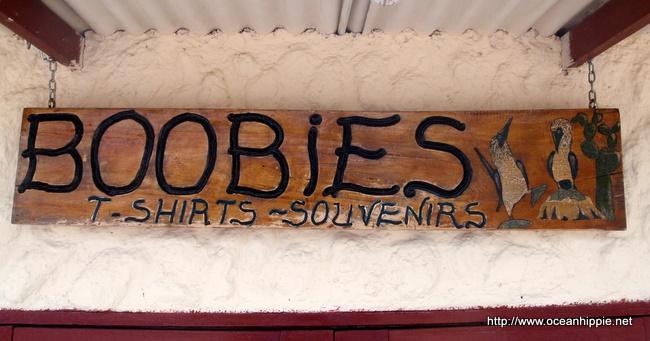 BOOBiES
T-SHIRTS ~SOUVENIRS
http://www.oceanhippie.net